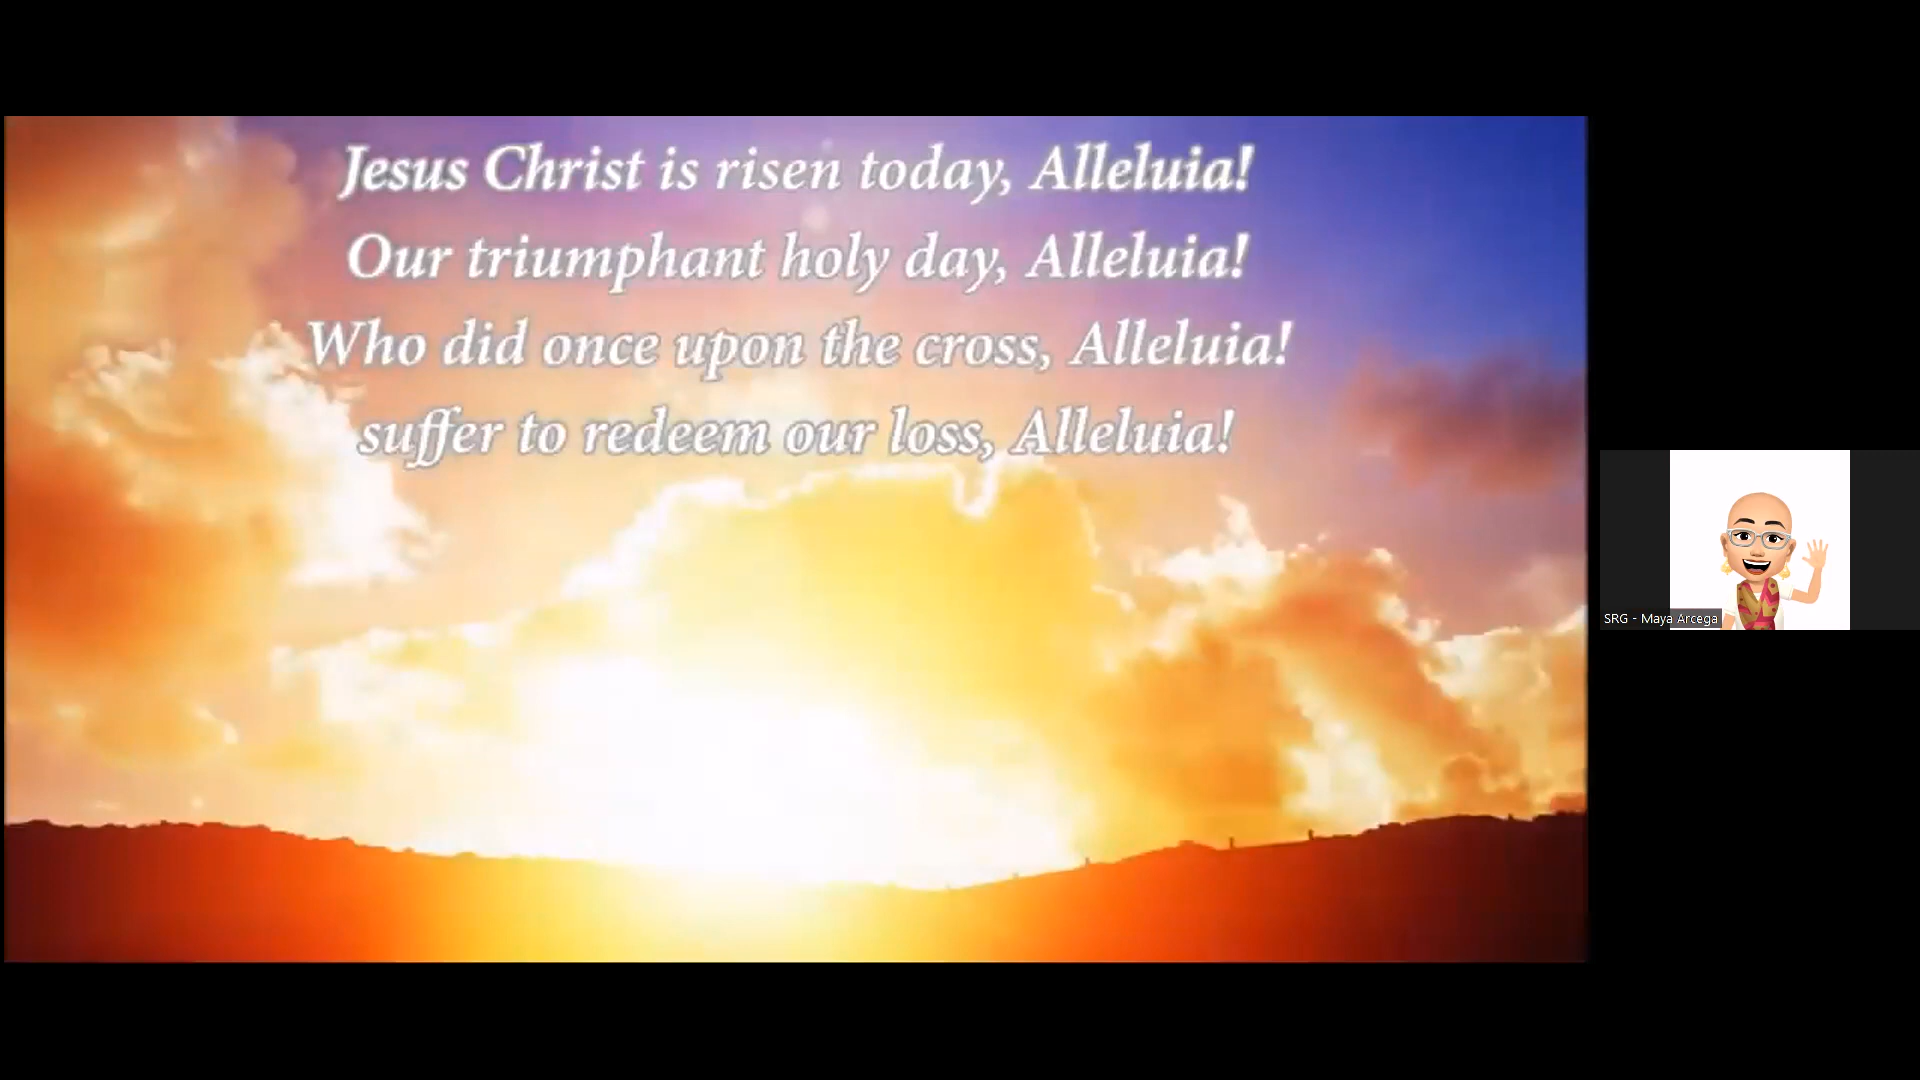 Jesus Christ is risen today, Alleluia!
Our triumphant holy day, Alleluia!
Who did once upon the cross, Alleluia!
suffer to redeem our loss, Alleluia!
SRG - Maya Arcega